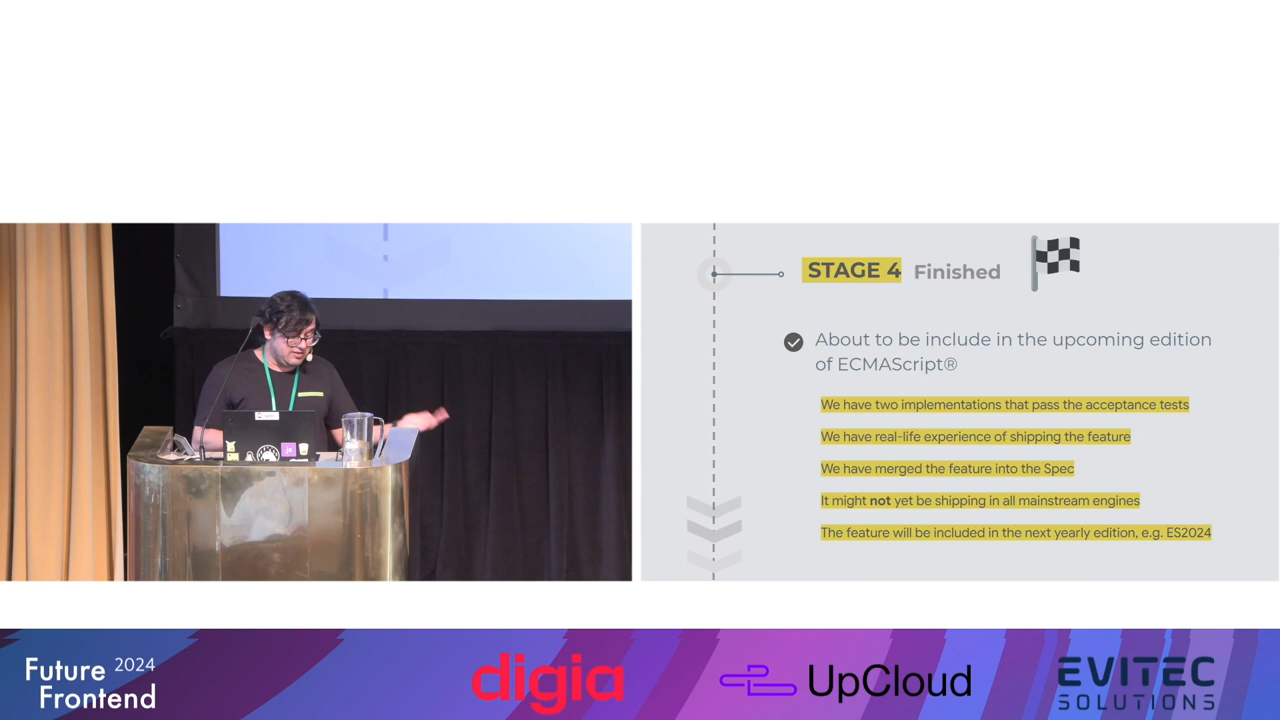 STAGE 4 Finished
About to be include in the upcoming edition
of ECMAScript®
We have two implementations that pass the acceptance tests
We have real-life experience of shipping the feature
We have merged the feature into the Spec
It might not yet be shipping in all mainstream engines
The feature will be included in the next yearly edition, e.g. ES2024
Future 2024
Frontend
digia
UpCloud
EVITEC
SOLUTIONS